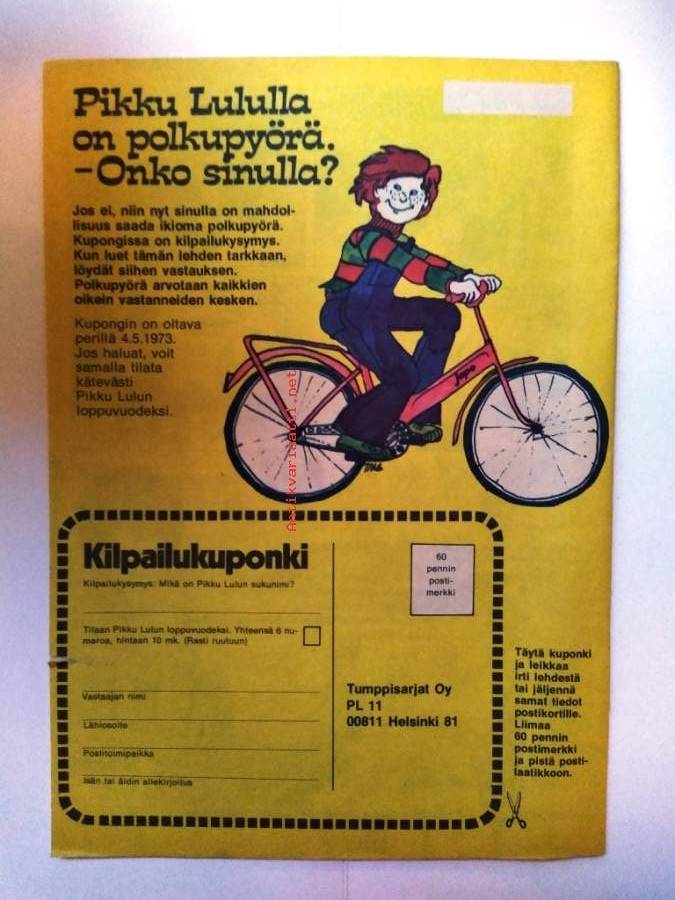 Pikku Lululla
on polkupyörä.
–Onko sinulla?
Jos ei, niin nyt sinulla on mahdol-
lisuus saada ikioma polkupyörä.
Kupongissa on kilpailukysymys.
Kun luet tämän lehden tarkkaan,
löydät siihen vastauksen.
Polkupyörä arvotaan kaikkien
oikein vastanneiden kesken.
Kupongin on oltava
perillä 4.5.1973.
Jos haluat, voit
samalla tilata
kätevästi
Pikku Lulun
loppuvuodeksi.
Jopo
Antikvariaatti.net
Kilpailukuponki
Kilpailukysymys: Mikä on Pikku Lulun sukunimi?
Tilaan Pikku Lulun loppuvuodeksi. Yhteensä 6 nu-
meroa, hintaan 10 mk. (Rasti ruutuun)
Vastaajan nimi
Lähiosoite
Postitoimipaikka
Isän tai äidin allekirjoitus
60
pennin
posti-
merkki
Tumppisarjat Oy
PL 11
00811 Helsinki 81
Täytä kuponki
ja leikkaa
irti lehdestä
tai jäljennä
samat tiedot
postikortille.
Liimaa
60 pennin
postimerkki
ja pistä posti-
laatikkoon.